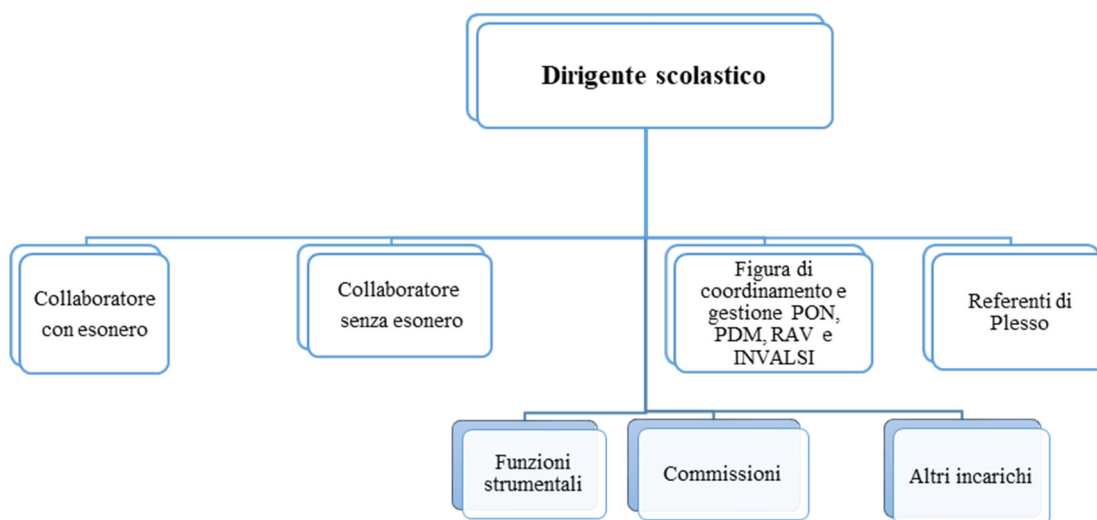 Dirigente scolastico
Collaboratore
con esonero
Collaboratore
senza esonero
Figura di
coordinamento e
gestione PON,
PDM, RAV e
INVALSI
Referenti di
Plesso
Funzioni
strumentali
Commissioni
Altri incarichi